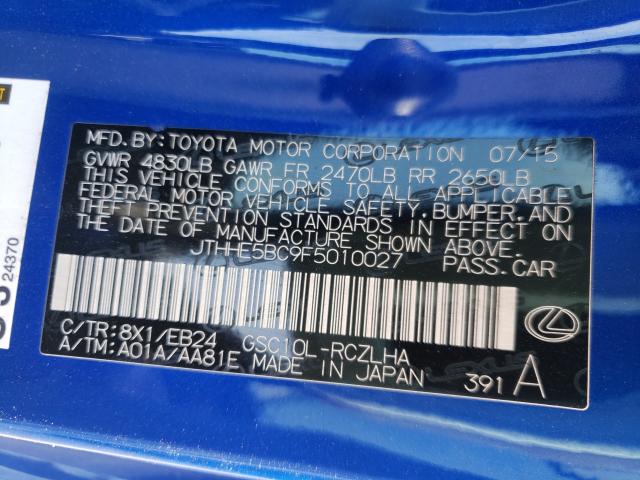 MFD. BY: TOYOTA MOTOR CORPORATION 07/15
GVWR 4830LB GAWR FR 2470LB RR 2650LB
THIS VEHICLE CONFORMS TO ALL APPLICABLE
FEDERAL MOTOR VEHICLE SAFETY, BUMPER, AND
THEFT PREVENTION STANDARDS IN EFFECT ON
THE DATE OF MANUFACTURE SHOWN ABOVE.
JTHHE5BC9F5010027 PASS.CAR
C/TR:8X1/EB24 GSC10L-RCZLHA
A/TM:A01A/AA81E MADE IN JAPAN
391 A
24370